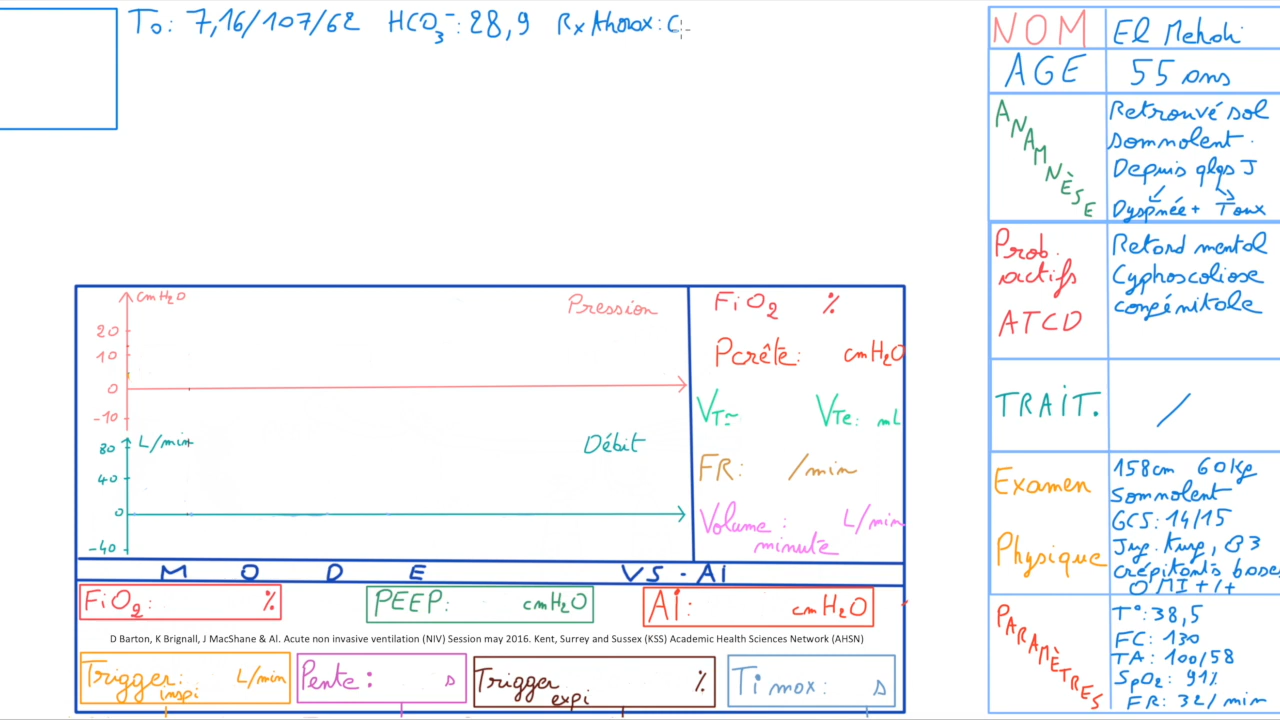 To: 7,16/107/62 HCO3-: 28,9 Rx thorax: C
NOM El Mehdi
AGE 55 ans
ANAMNÈSE
Retrouvé sol
somnolent.
Depuis qlqs J
Dyspnée+ Toux
Prob. actifs ATCD
Retard mental
Cyphoscoliose
congénitale
TRAIT. /
Examen Physique
158cm 60kg
Somnolent
GCS: 14/15
Jug. turg, B3
crépitants bases
OMI +/+
PARAMÈTRES
T°: 38,5
FC: 130
TA: 100/58
SpO2: 91%
FR: 32/min
cmH2O Pression
20
10
0
-10
L/min Débit
80
40
0
-40
FiO2 %
Pcrête: cmH2O
VT~ VTe: mL
FR: /min
Volume minute : L/min
MODE VS-AI
FiO2: % PEEP: cmH2O AI: cmH2O
D Barton, K Brignall, J MacShane & Al. Acute non invasive ventilation (NIV) Session may 2016. Kent, Surrey and Sussex (KSS) Academic Health Sciences Network (AHSN)
Trigger inspi : L/min Pente: s Trigger expi % Ti max: s